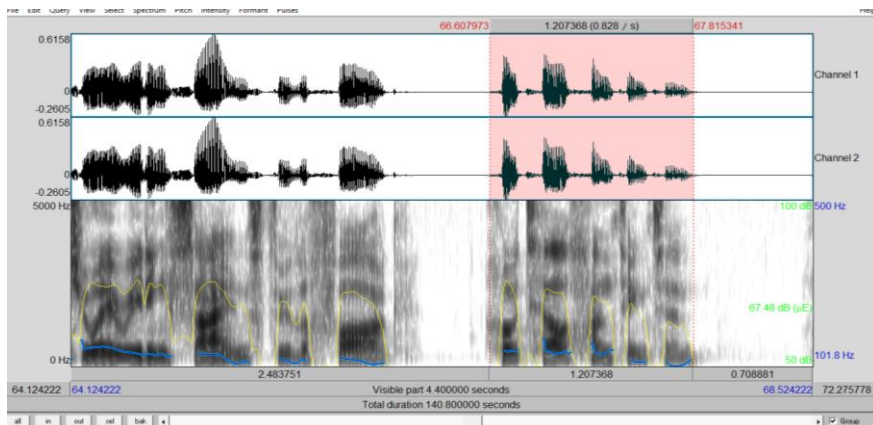 File Edit Query View Select Spectrum Pitch Intensity Formant Pulses Help
66.607973 1.207368 (0.828 / s) 67.815341
0.6158
Channel 1
0
-0.2605
0.6158
Channel 2
0
-0.2605
5000 Hz 100 dB 500 Hz
67.48 dB (µE)
0 Hz 50 dB 101.8 Hz
2.483751 1.207368 0.708881
64.124222 64.124222 Visible part 4.400000 seconds 68.524222 72.275778
Total duration 140.800000 seconds
all in out sel bak Group